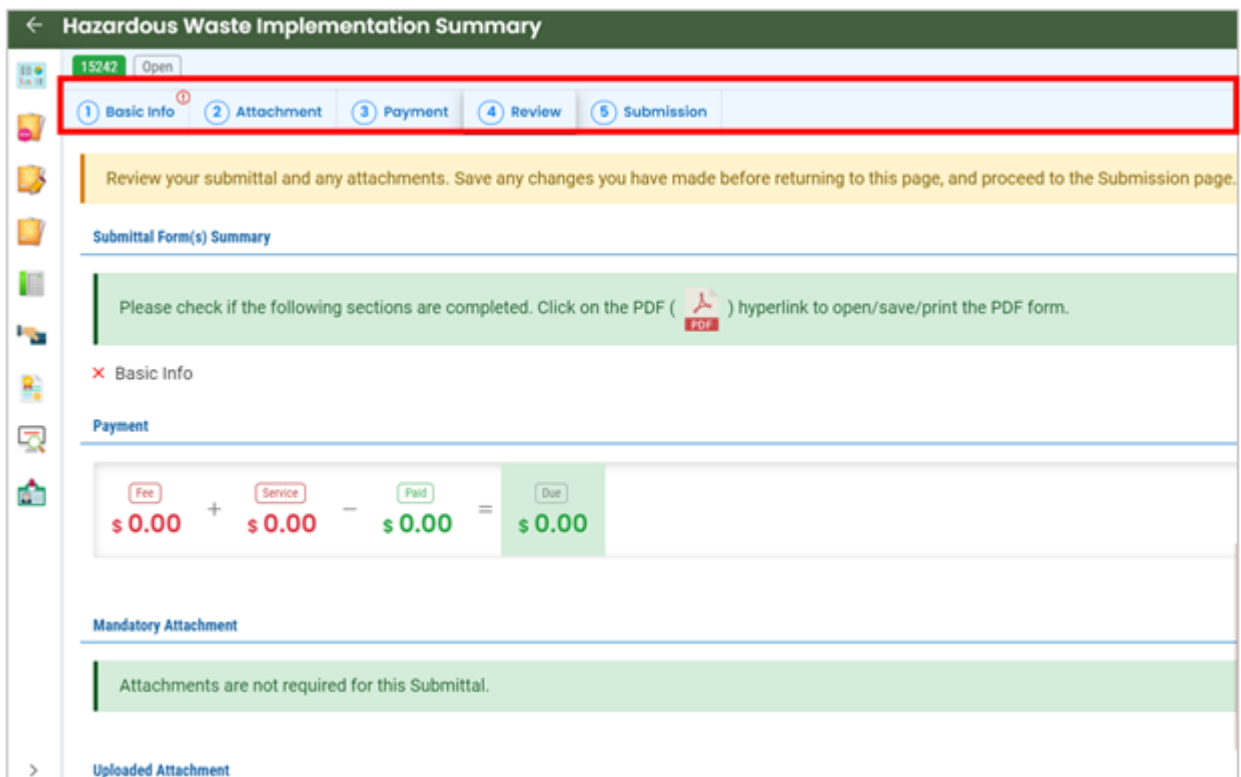 Hazardous Waste Implementation Summary
15242 Open
1 Basic Info 2 Attachment 3 Payment 4 Review 5 Submission
Review your submittal and any attachments. Save any changes you have made before returning to this page, and proceed to the Submission page.
Submittal Form(s) Summary
Please check if the following sections are completed. Click on the PDF ( PDF ) hyperlink to open/save/print the PDF form.
× Basic Info
Payment
Fee Service Paid Due
$ 0.00 + $ 0.00 − $ 0.00 = $ 0.00
Mandatory Attachment
Attachments are not required for this Submittal.
Uploaded Attachment